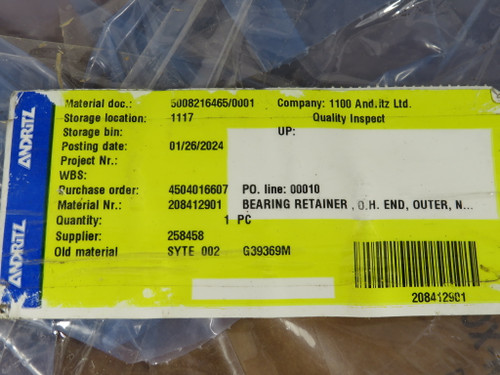 ANDRITZ
ANDRITZ
Material doc.: 5008216465/0001 Company: 1100 Andritz Ltd.
Storage location: 1117 Quality Inspect
Storage bin: UP:
Posting date: 01/26/2024
Project Nr.:
WBS:
Purchase order: 4504016607 PO. line: 00010
Material Nr.: 208412901 BEARING RETAINER , O.H. END, OUTER, N...
Quantity: 1 PC
Supplier: 258458
Old material SYTE 002 G39369M
208412901